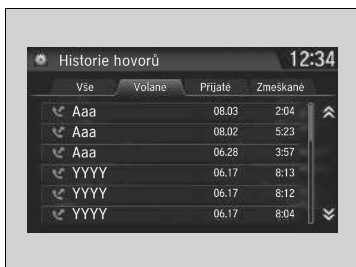 Historie hovorů 12:34
Vše Volané Přijaté Zmeškané
Aaa 08.03 2:04
Aaa 08.02 5:23
Aaa 06.28 3:57
YYYY 06.17 8:13
YYYY 06.17 8:12
YYYY 06.17 8:04